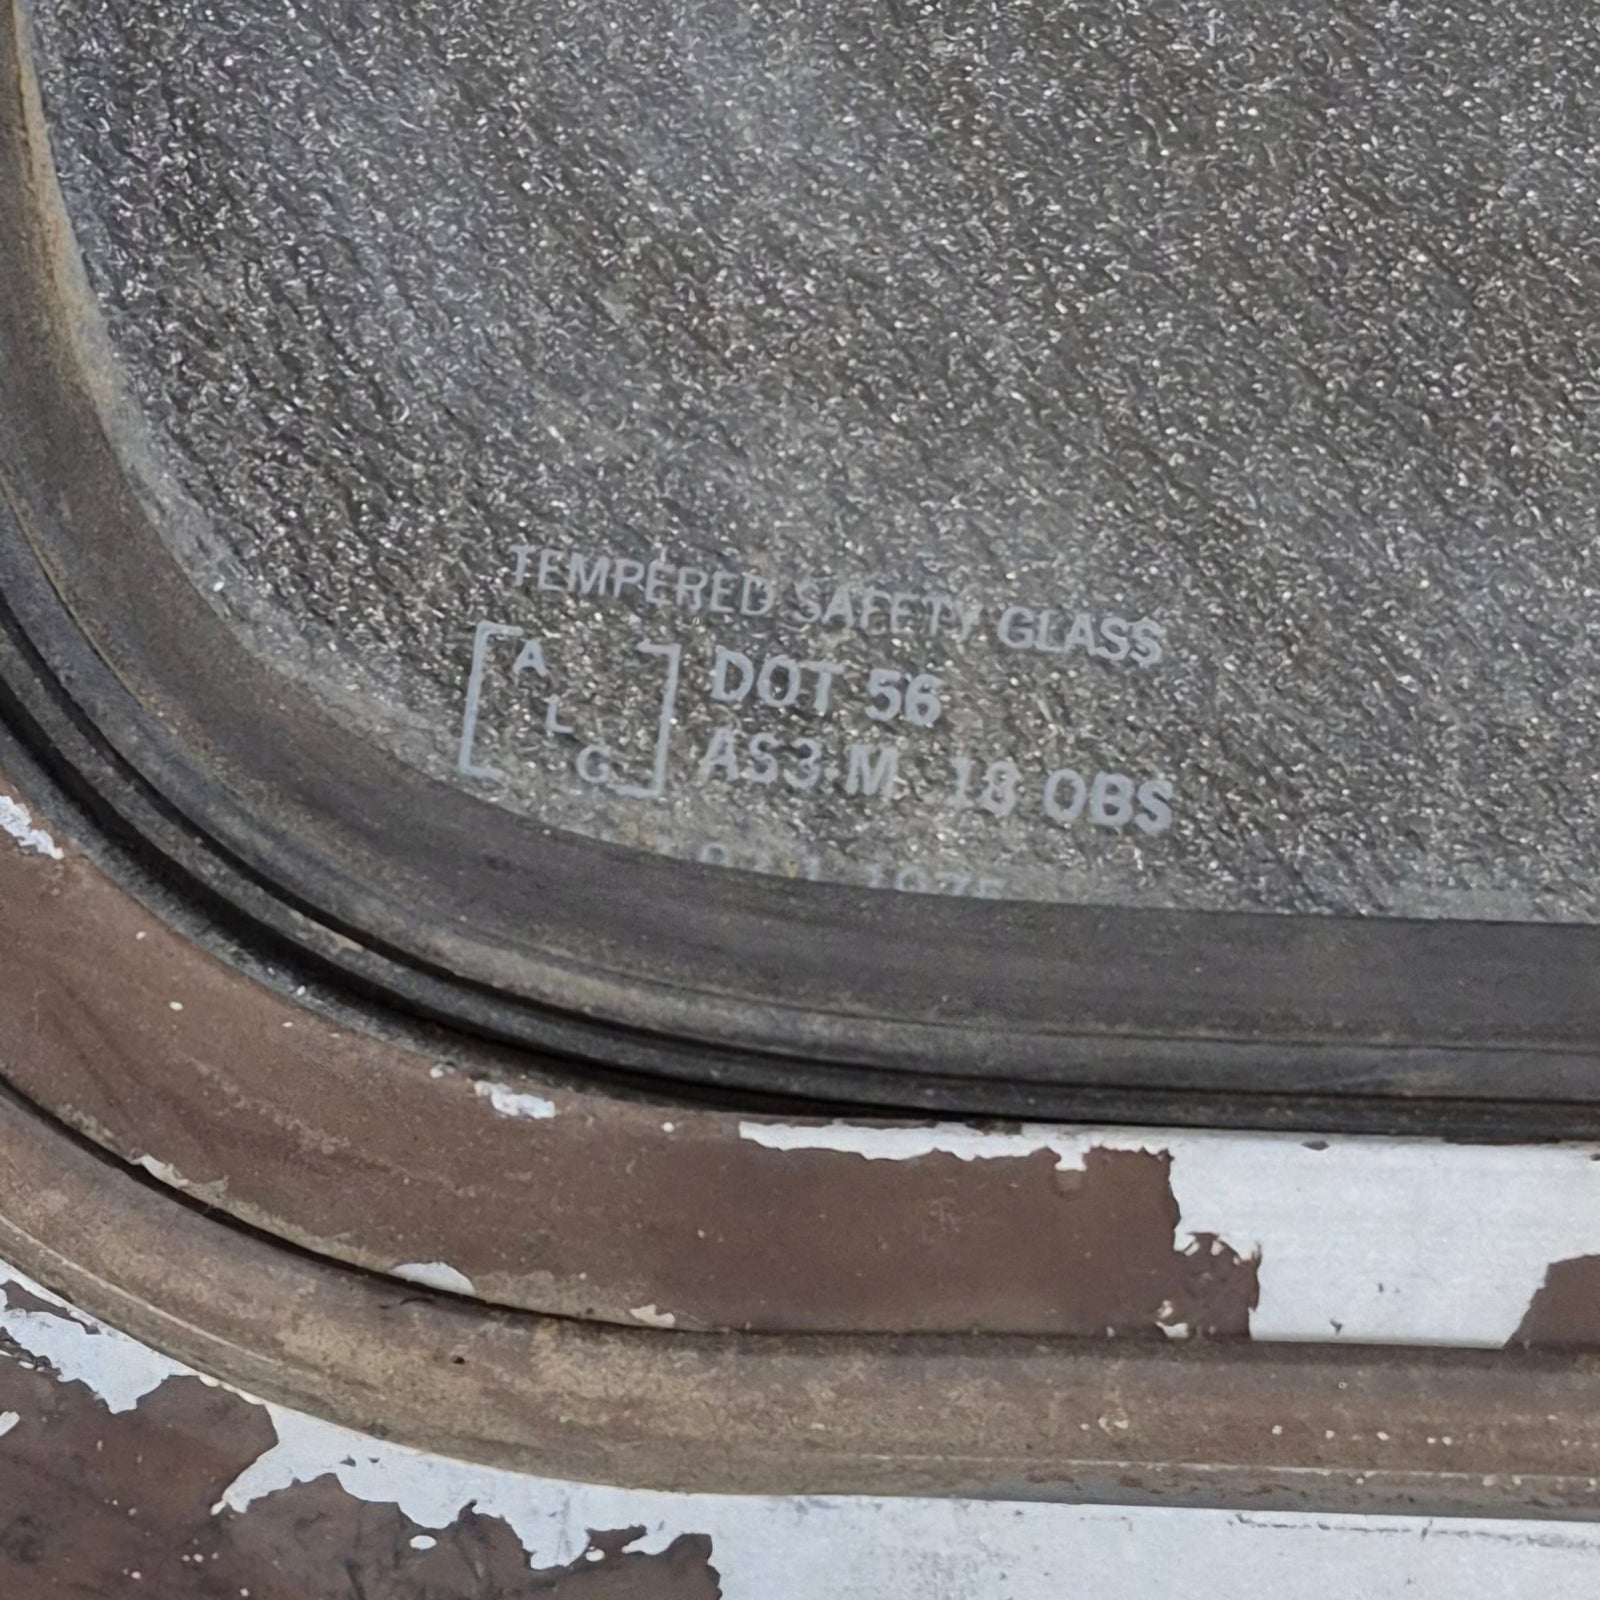 TEMPERED SAFETY GLASS
A
L
G
DOT 56
AS3 M 18 OBS